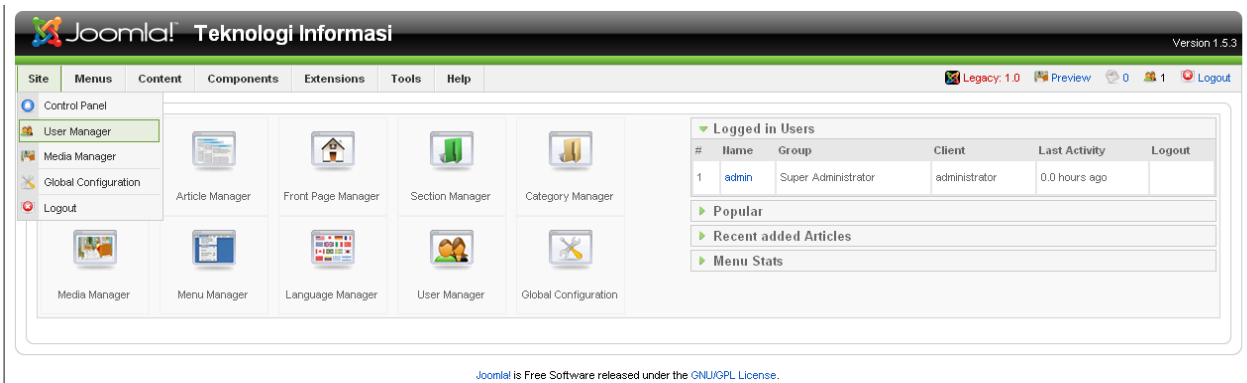 Joomla! Teknologi Informasi
Version 1.5.3
Site Menus Content Components Extensions Tools Help Legacy: 1.0 Preview 0 1 Logout
Control Panel
User Manager
Media Manager
Global Configuration
Logout
Article Manager Front Page Manager Section Manager Category Manager
Media Manager Menu Manager Language Manager User Manager Global Configuration
Logged in Users
# Name Group Client Last Activity Logout
1 admin Super Administrator administrator 0.0 hours ago
Popular
Recent added Articles
Menu Stats
Joomla! is Free Software released under the GNU/GPL License.